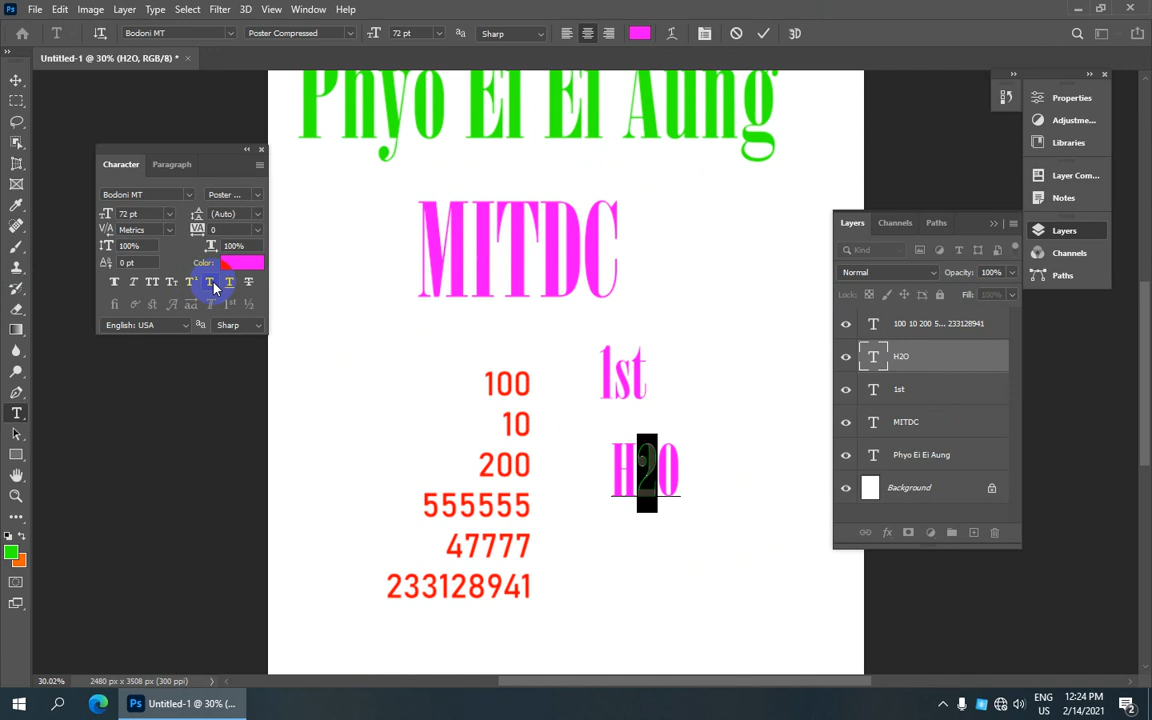 Ps File Edit Image Layer Type Select Filter 3D View Window Help
Bodoni MT Poster Compressed 72 pt Sharp 3D
Untitled-1 @ 30% (H2O, RGB/8) *
Phyo Ei Ei Aung
MITDC
1st
H2O
100
10
200
555555
47777
233128941
Character Paragraph
Bodoni MT Poster ...
72 pt (Auto)
Metrics 0
100% 100%
0 pt Color:
English: USA Sharp
Properties
Adjustme...
Libraries
Layer Com...
Notes
Layers
Channels
Paths
Layers Channels Paths
Kind
Normal Opacity: 100%
Lock: Fill: 100%
100 10 200 5... 233128941
H2O
1st
MITDC
Phyo Ei Ei Aung
Background
30.02% 2480 px x 3508 px (300 ppi)
Untitled-1 @ 30% (...
ENG
US
12:24 PM
2/14/2021
2